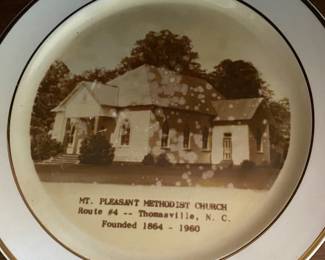 MT. PLEASANT METHODIST CHURCH
Route #4 -- Thomasville, N. C.
Founded 1864 - 1960